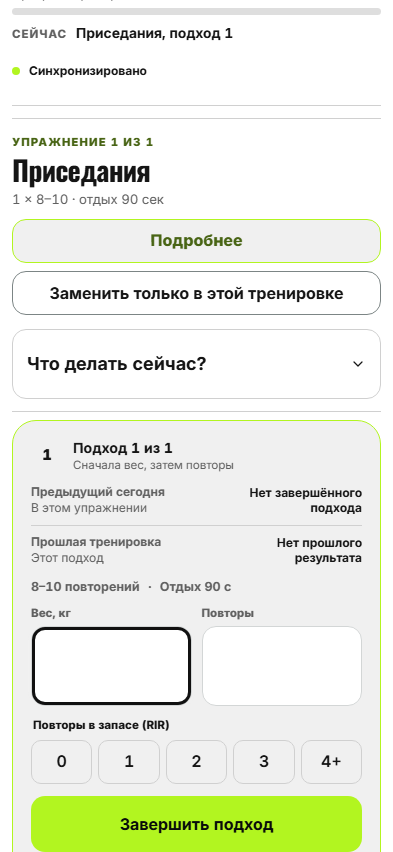 СЕЙЧАС Приседания, подход 1
Синхронизировано
УПРАЖНЕНИЕ 1 ИЗ 1
Приседания
1 × 8–10 · отдых 90 сек
Подробнее
Заменить только в этой тренировке
Что делать сейчас?
1 Подход 1 из 1
Сначала вес, затем повторы
Предыдущий сегодня
В этом упражнении
Нет завершённого
подхода
Прошлая тренировка
Этот подход
Нет прошлого
результата
8–10 повторений · Отдых 90 с
Вес, кг Повторы
Повторы в запасе (RIR)
0 1 2 3 4+
Завершить подход